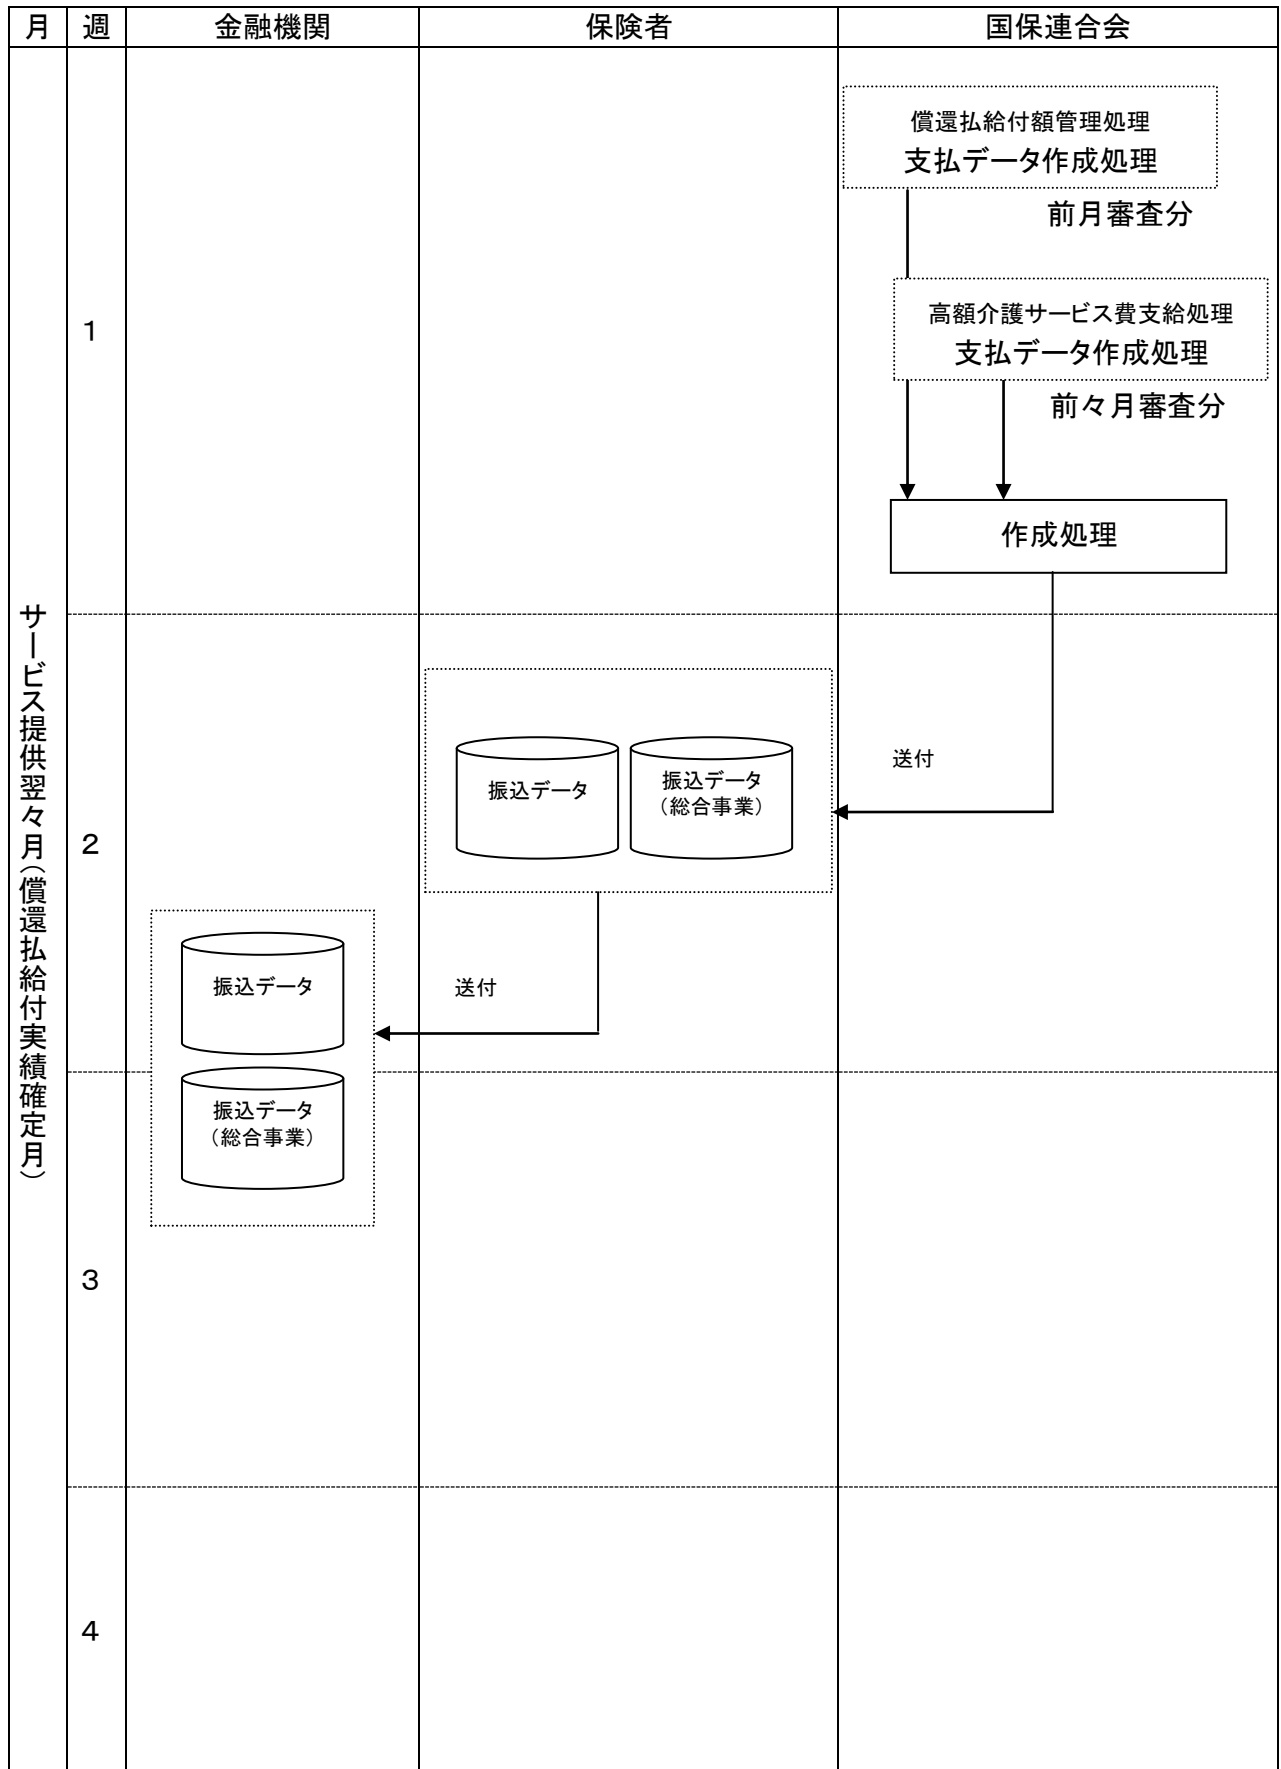 月 週 金融機関 保険者 国保連合会
償還払給付額管理処理
支払データ作成処理
前月審査分
高額介護サービス費支給処理
支払データ作成処理
前々月審査分
1
作成処理
サービス提供翌々月（償還払給付実績確定月）
2
振込データ
振込データ
（総合事業）
送付
振込データ
送付
振込データ
（総合事業）
3
4